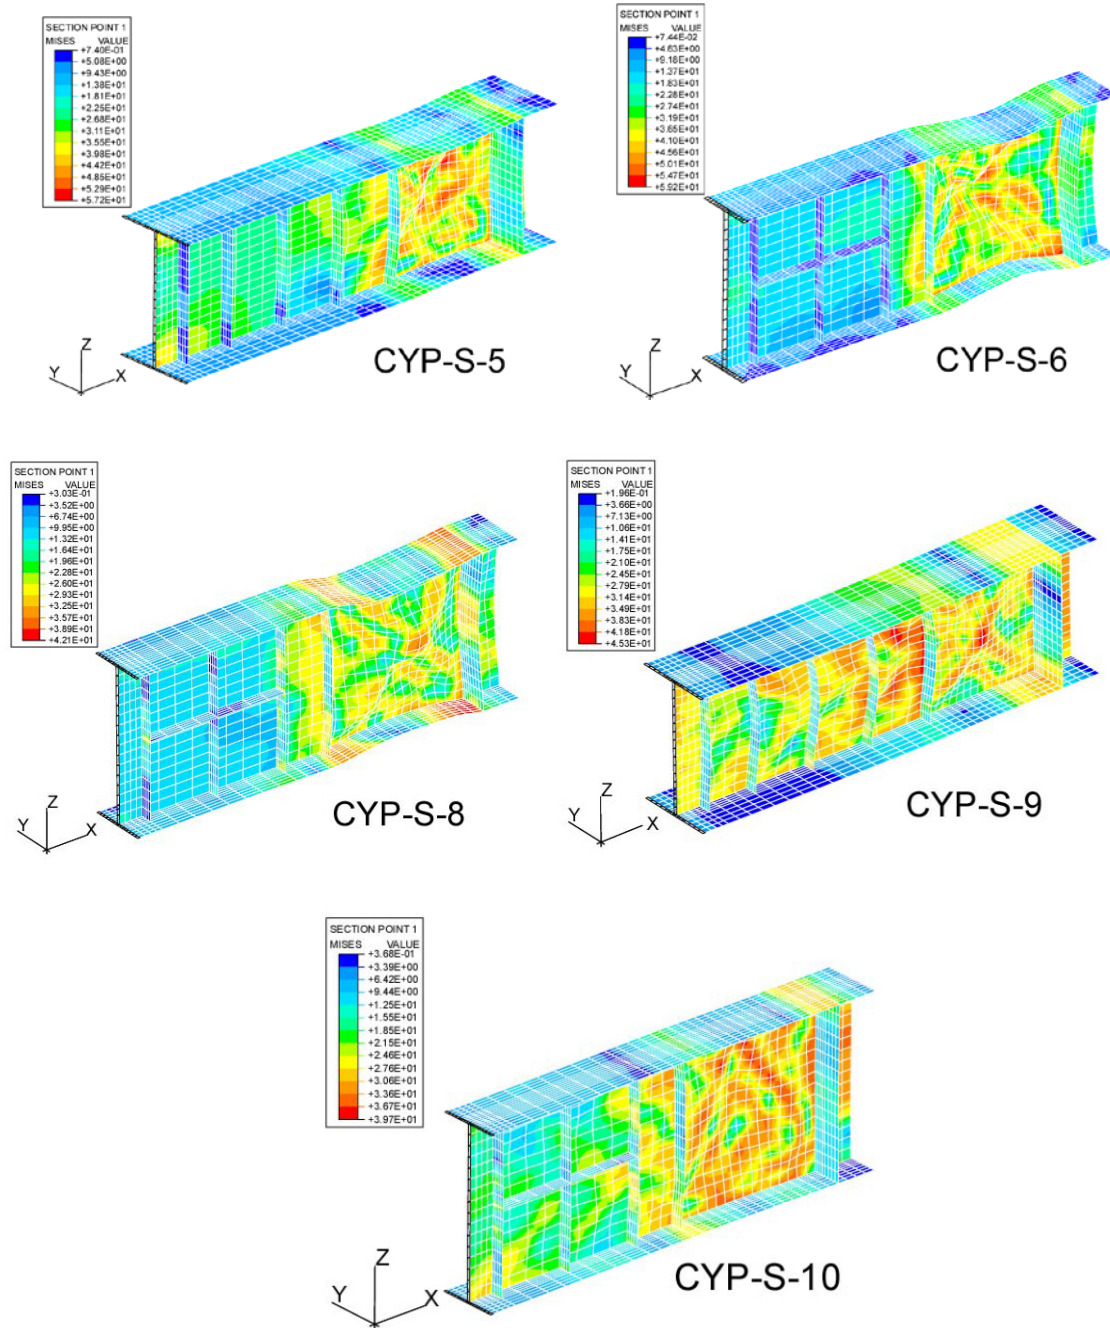 SECTION POINT 1
MISES VALUE
+7.40E-01
+5.08E+00
+9.43E+00
+1.38E+01
+1.81E+01
+2.25E+01
+2.68E+01
+3.11E+01
+3.55E+01
+3.98E+01
+4.42E+01
+4.85E+01
+5.29E+01
+5.72E+01
Z
Y
X
CYP-S-5
SECTION POINT 1
MISES VALUE
+7.44E-02
+4.63E+00
+9.18E+00
+1.37E+01
+1.83E+01
+2.28E+01
+2.74E+01
+3.19E+01
+3.65E+01
+4.10E+01
+4.56E+01
+5.01E+01
+5.47E+01
+5.92E+01
Z
Y
X
CYP-S-6
SECTION POINT 1
MISES VALUE
+3.03E-01
+3.52E+00
+6.74E+00
+9.95E+00
+1.32E+01
+1.64E+01
+1.96E+01
+2.28E+01
+2.60E+01
+2.93E+01
+3.25E+01
+3.57E+01
+3.89E+01
+4.21E+01
Z
Y
X
CYP-S-8
SECTION POINT 1
MISES VALUE
+1.96E-01
+3.66E+00
+7.13E+00
+1.06E+01
+1.41E+01
+1.75E+01
+2.10E+01
+2.45E+01
+2.79E+01
+3.14E+01
+3.49E+01
+3.83E+01
+4.18E+01
+4.53E+01
Z
Y
X
CYP-S-9
SECTION POINT 1
MISES VALUE
+3.68E-01
+3.39E+00
+6.42E+00
+9.44E+00
+1.25E+01
+1.55E+01
+1.85E+01
+2.15E+01
+2.46E+01
+2.76E+01
+3.06E+01
+3.36E+01
+3.67E+01
+3.97E+01
Z
Y
X
CYP-S-10